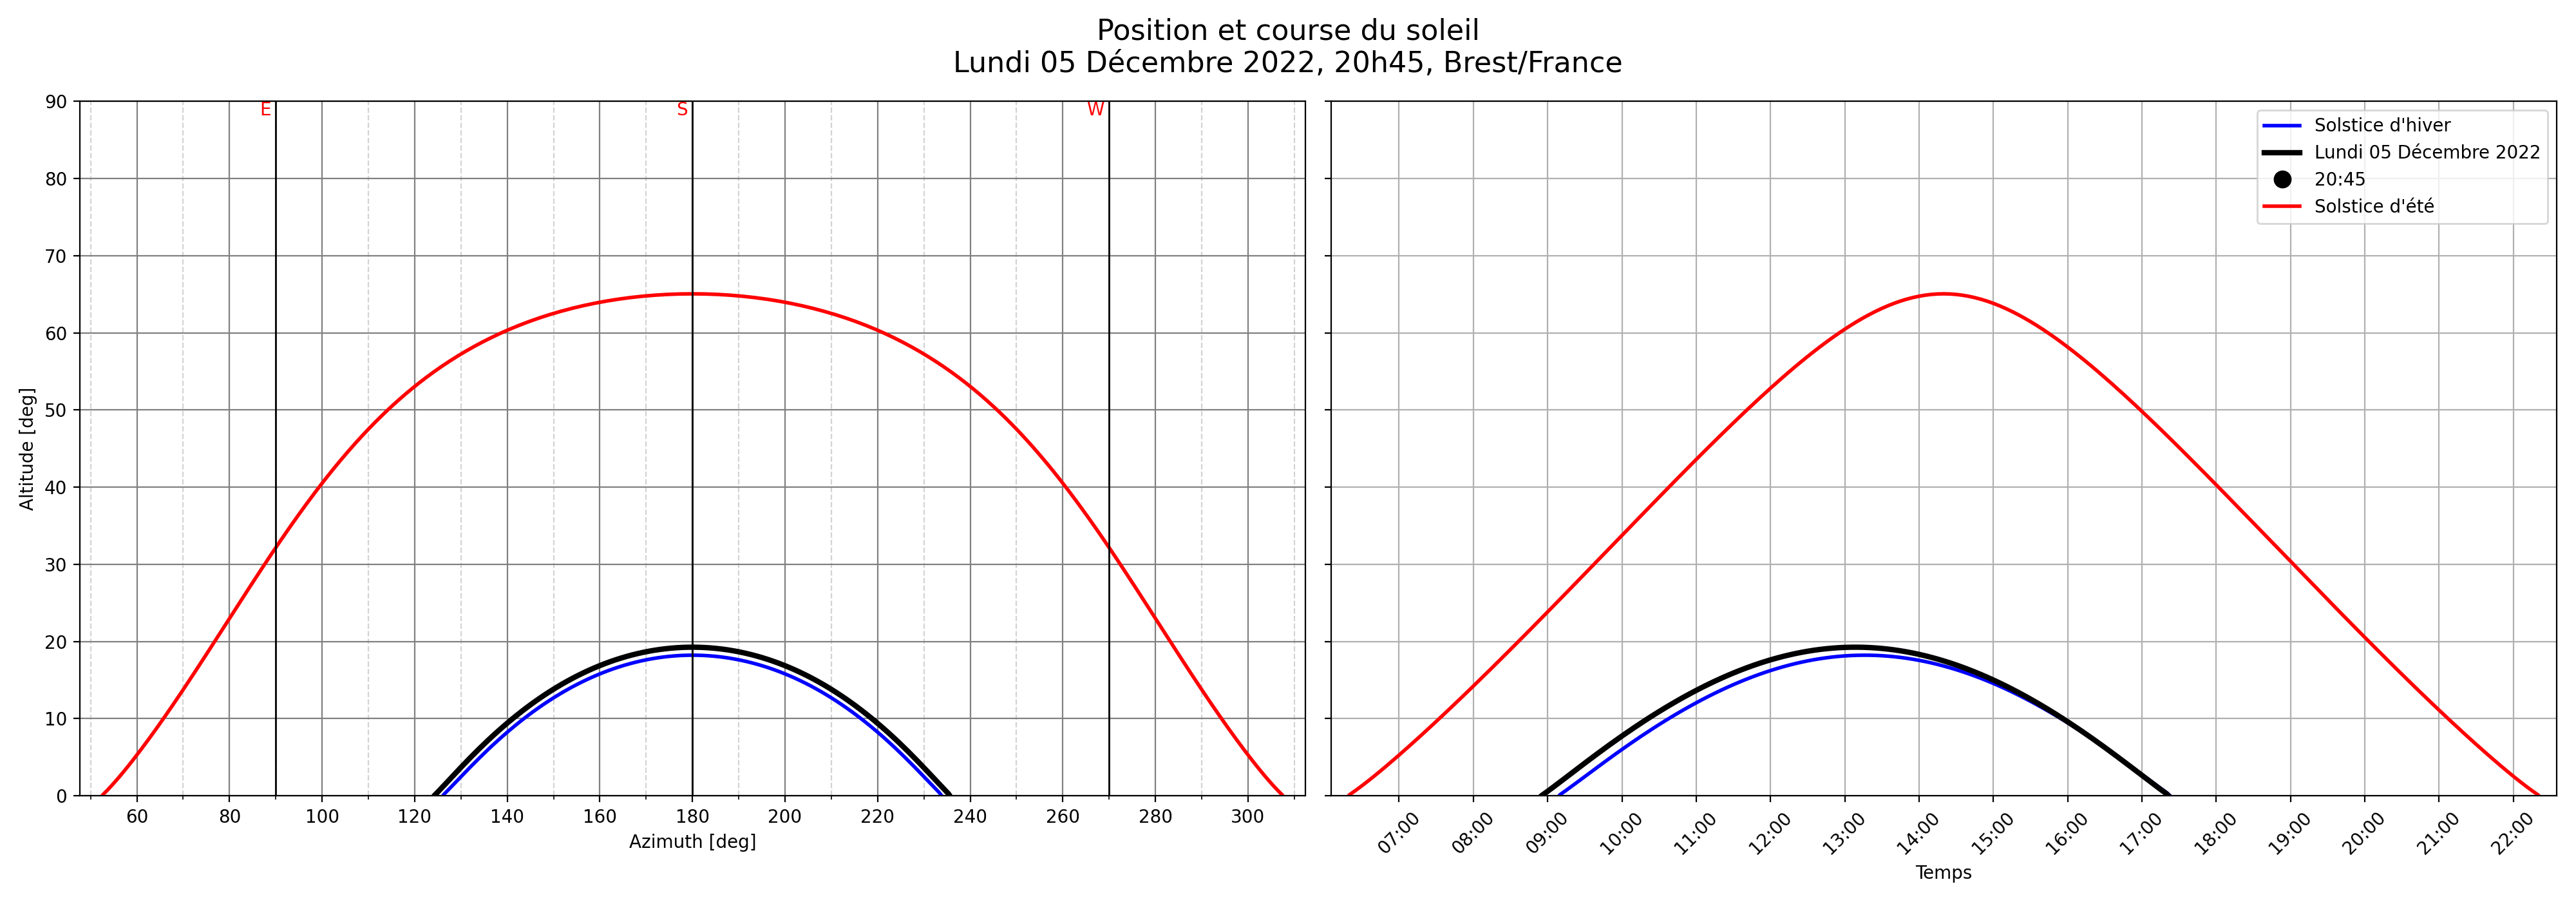 Position et course du soleil
Lundi 05 Décembre 2022, 20h45, Brest/France
E
S
W
90
80
70
60
50
40
30
20
10
0
Altitude [deg]
60 80 100 120 140 160 180 200 220 240 260 280 300
Azimuth [deg]
Solstice d'hiver
Lundi 05 Décembre 2022
20:45
Solstice d'été
07:00 08:00 09:00 10:00 11:00 12:00 13:00 14:00 15:00 16:00 17:00 18:00 19:00 20:00 21:00 22:00
Temps